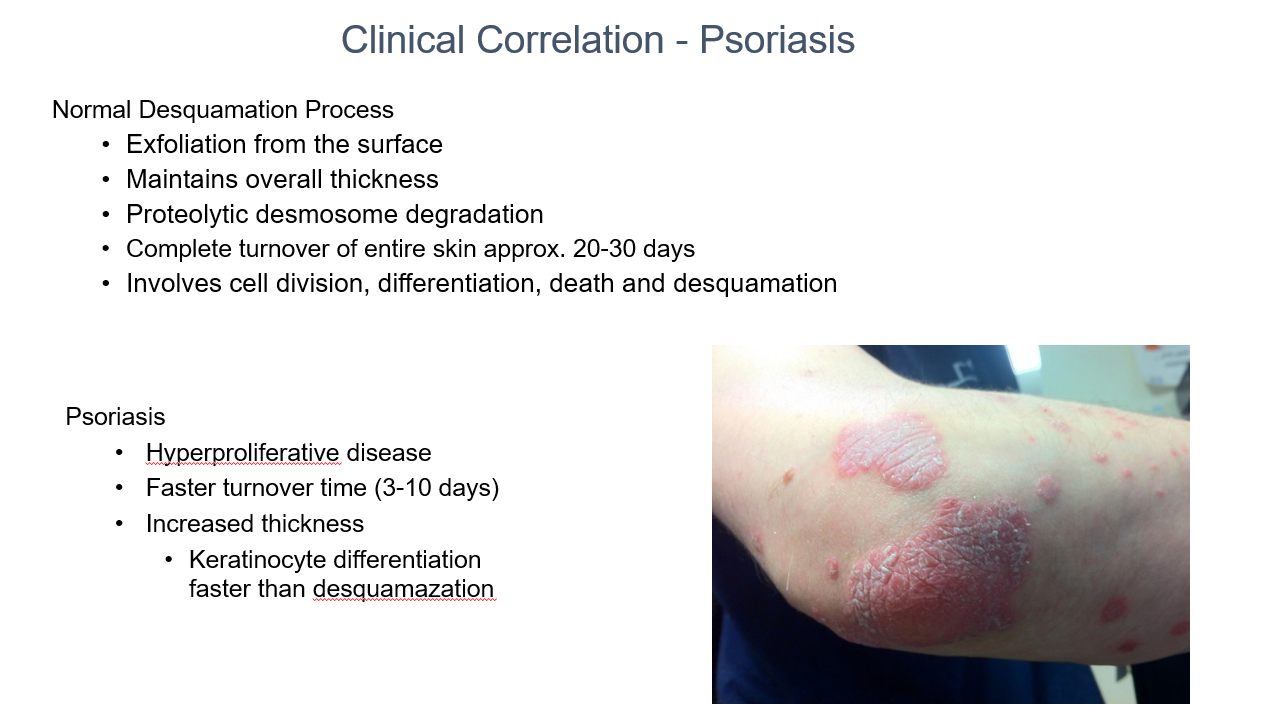 Clinical Correlation - Psoriasis
Normal Desquamation Process
• Exfoliation from the surface
• Maintains overall thickness
• Proteolytic desmosome degradation
• Complete turnover of entire skin approx. 20-30 days
• Involves cell division, differentiation, death and desquamation
Psoriasis
• Hyperproliferative disease
• Faster turnover time (3-10 days)
• Increased thickness
• Keratinocyte differentiation
faster than desquamazation